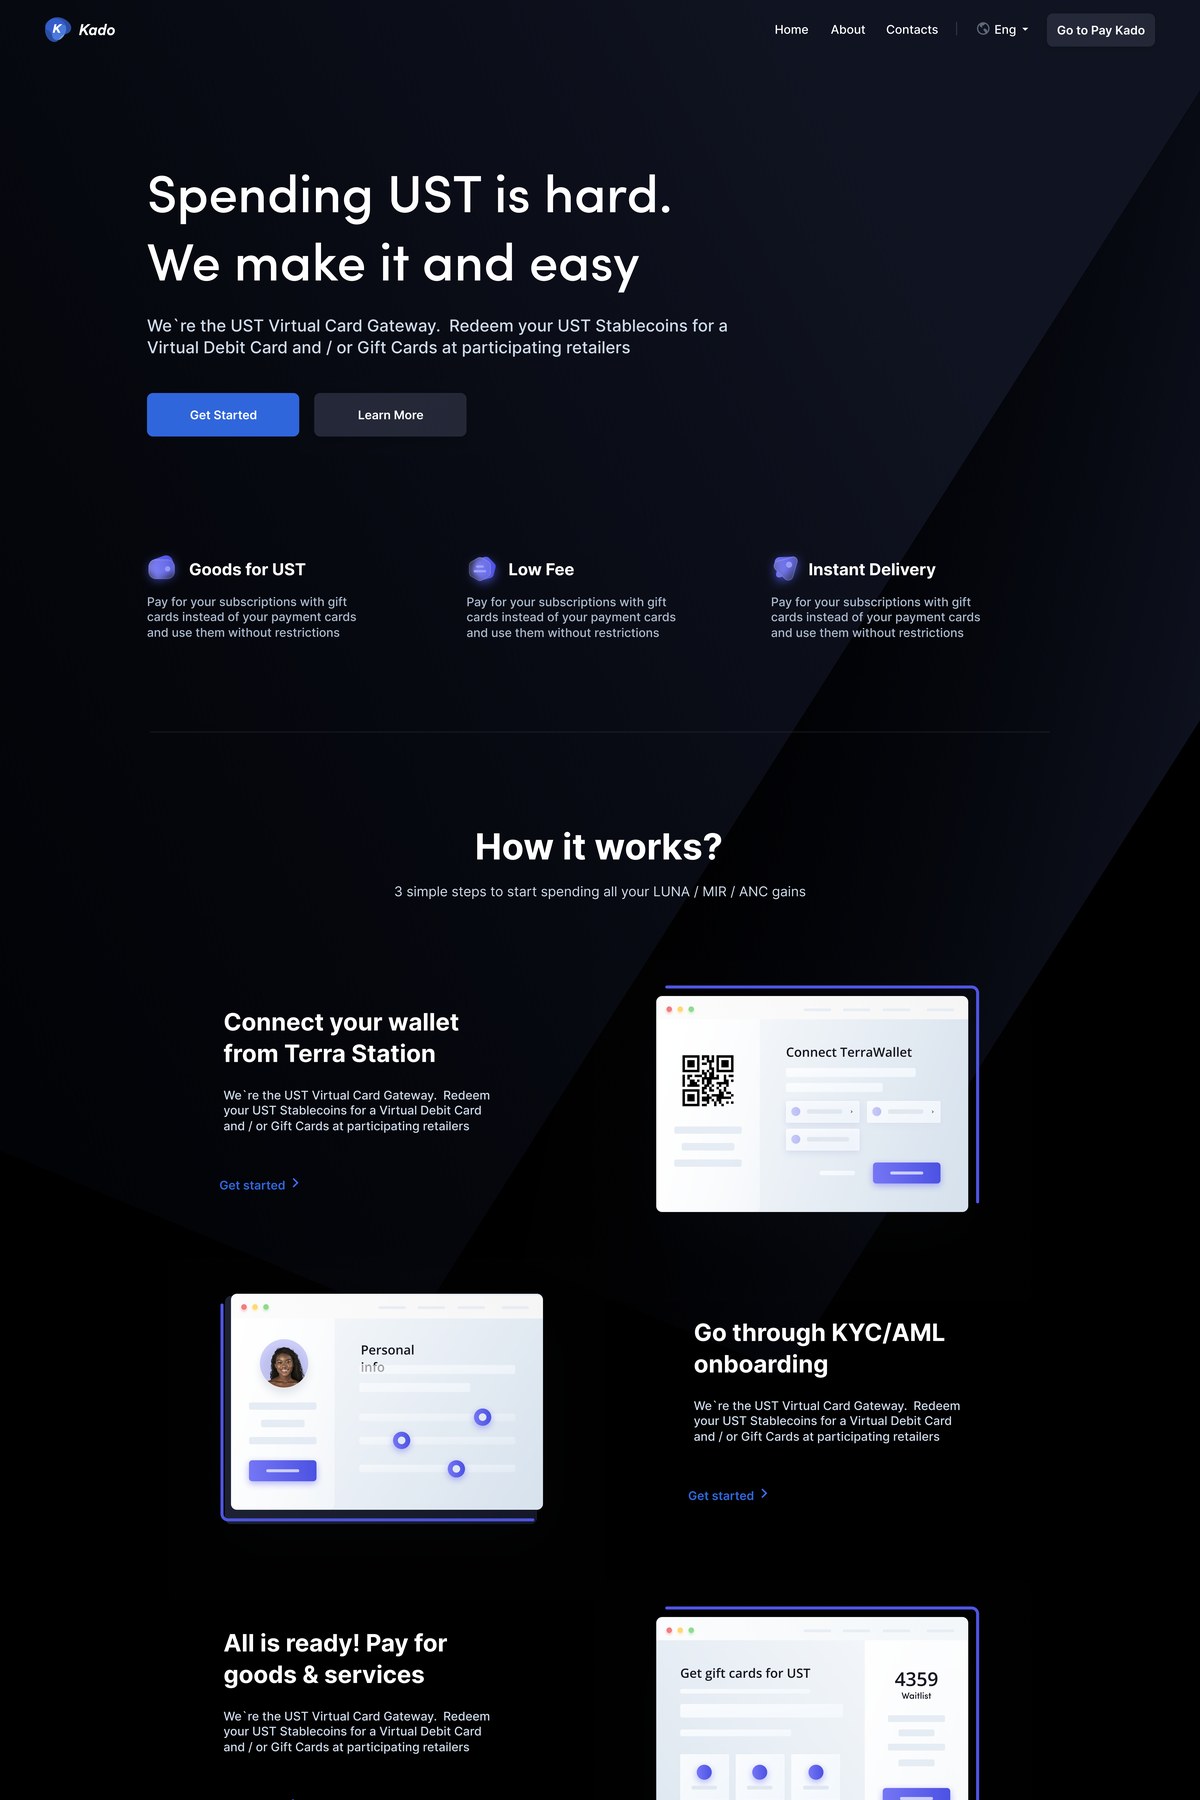 K Kado
Home About Contacts Eng Go to Pay Kado
Spending UST is hard.
We make it and easy
We`re the UST Virtual Card Gateway. Redeem your UST Stablecoins for a
Virtual Debit Card and / or Gift Cards at participating retailers
Get Started Learn More
Goods for UST
Pay for your subscriptions with gift
cards instead of your payment cards
and use them without restrictions
Low Fee
Pay for your subscriptions with gift
cards instead of your payment cards
and use them without restrictions
Instant Delivery
Pay for your subscriptions with gift
cards instead of your payment cards
and use them without restrictions
How it works?
3 simple steps to start spending all your LUNA / MIR / ANC gains
Connect your wallet
from Terra Station
We`re the UST Virtual Card Gateway. Redeem
your UST Stablecoins for a Virtual Debit Card
and / or Gift Cards at participating retailers
Get started
Connect TerraWallet
Personal
info
Go through KYC/AML
onboarding
We`re the UST Virtual Card Gateway. Redeem
your UST Stablecoins for a Virtual Debit Card
and / or Gift Cards at participating retailers
Get started
All is ready! Pay for
goods & services
We`re the UST Virtual Card Gateway. Redeem
your UST Stablecoins for a Virtual Debit Card
and / or Gift Cards at participating retailers
Get gift cards for UST
4359
Waitlist